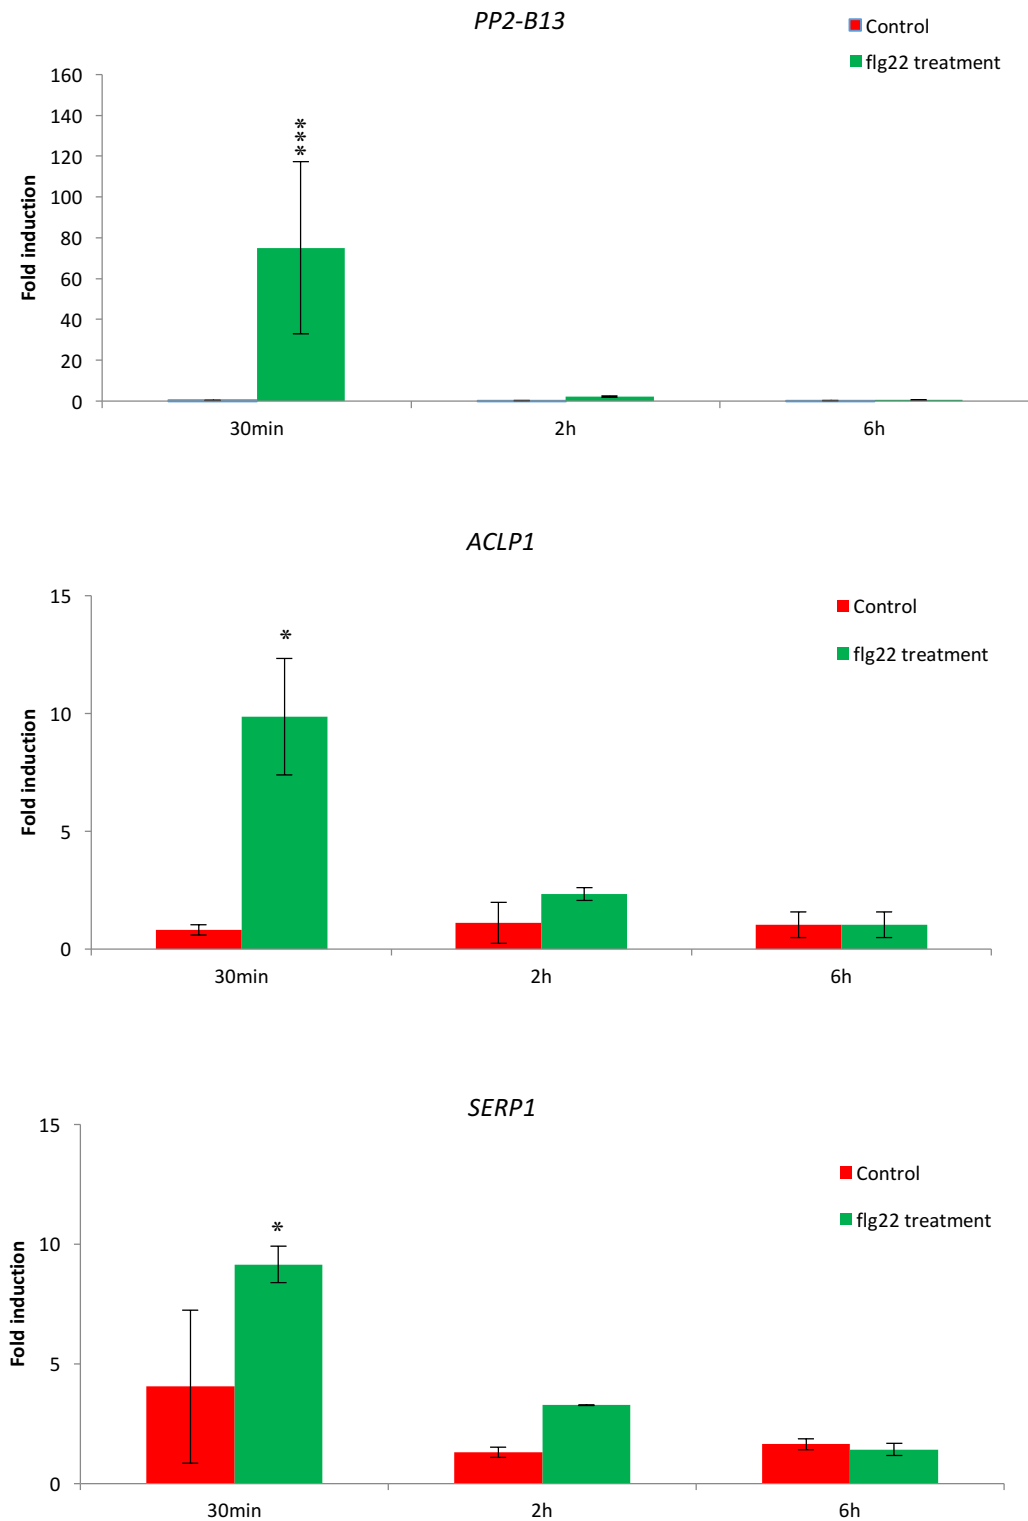 PP2-B13
Control
flg22 treatment
160
140
120
100
80
60
40
20
0
Fold induction
***
30min 2h 6h
ACLP1
Control
flg22 treatment
15
10
5
0
Fold induction
*
30min 2h 6h
SERP1
Control
flg22 treatment
15
10
5
0
Fold induction
*
30min 2h 6h